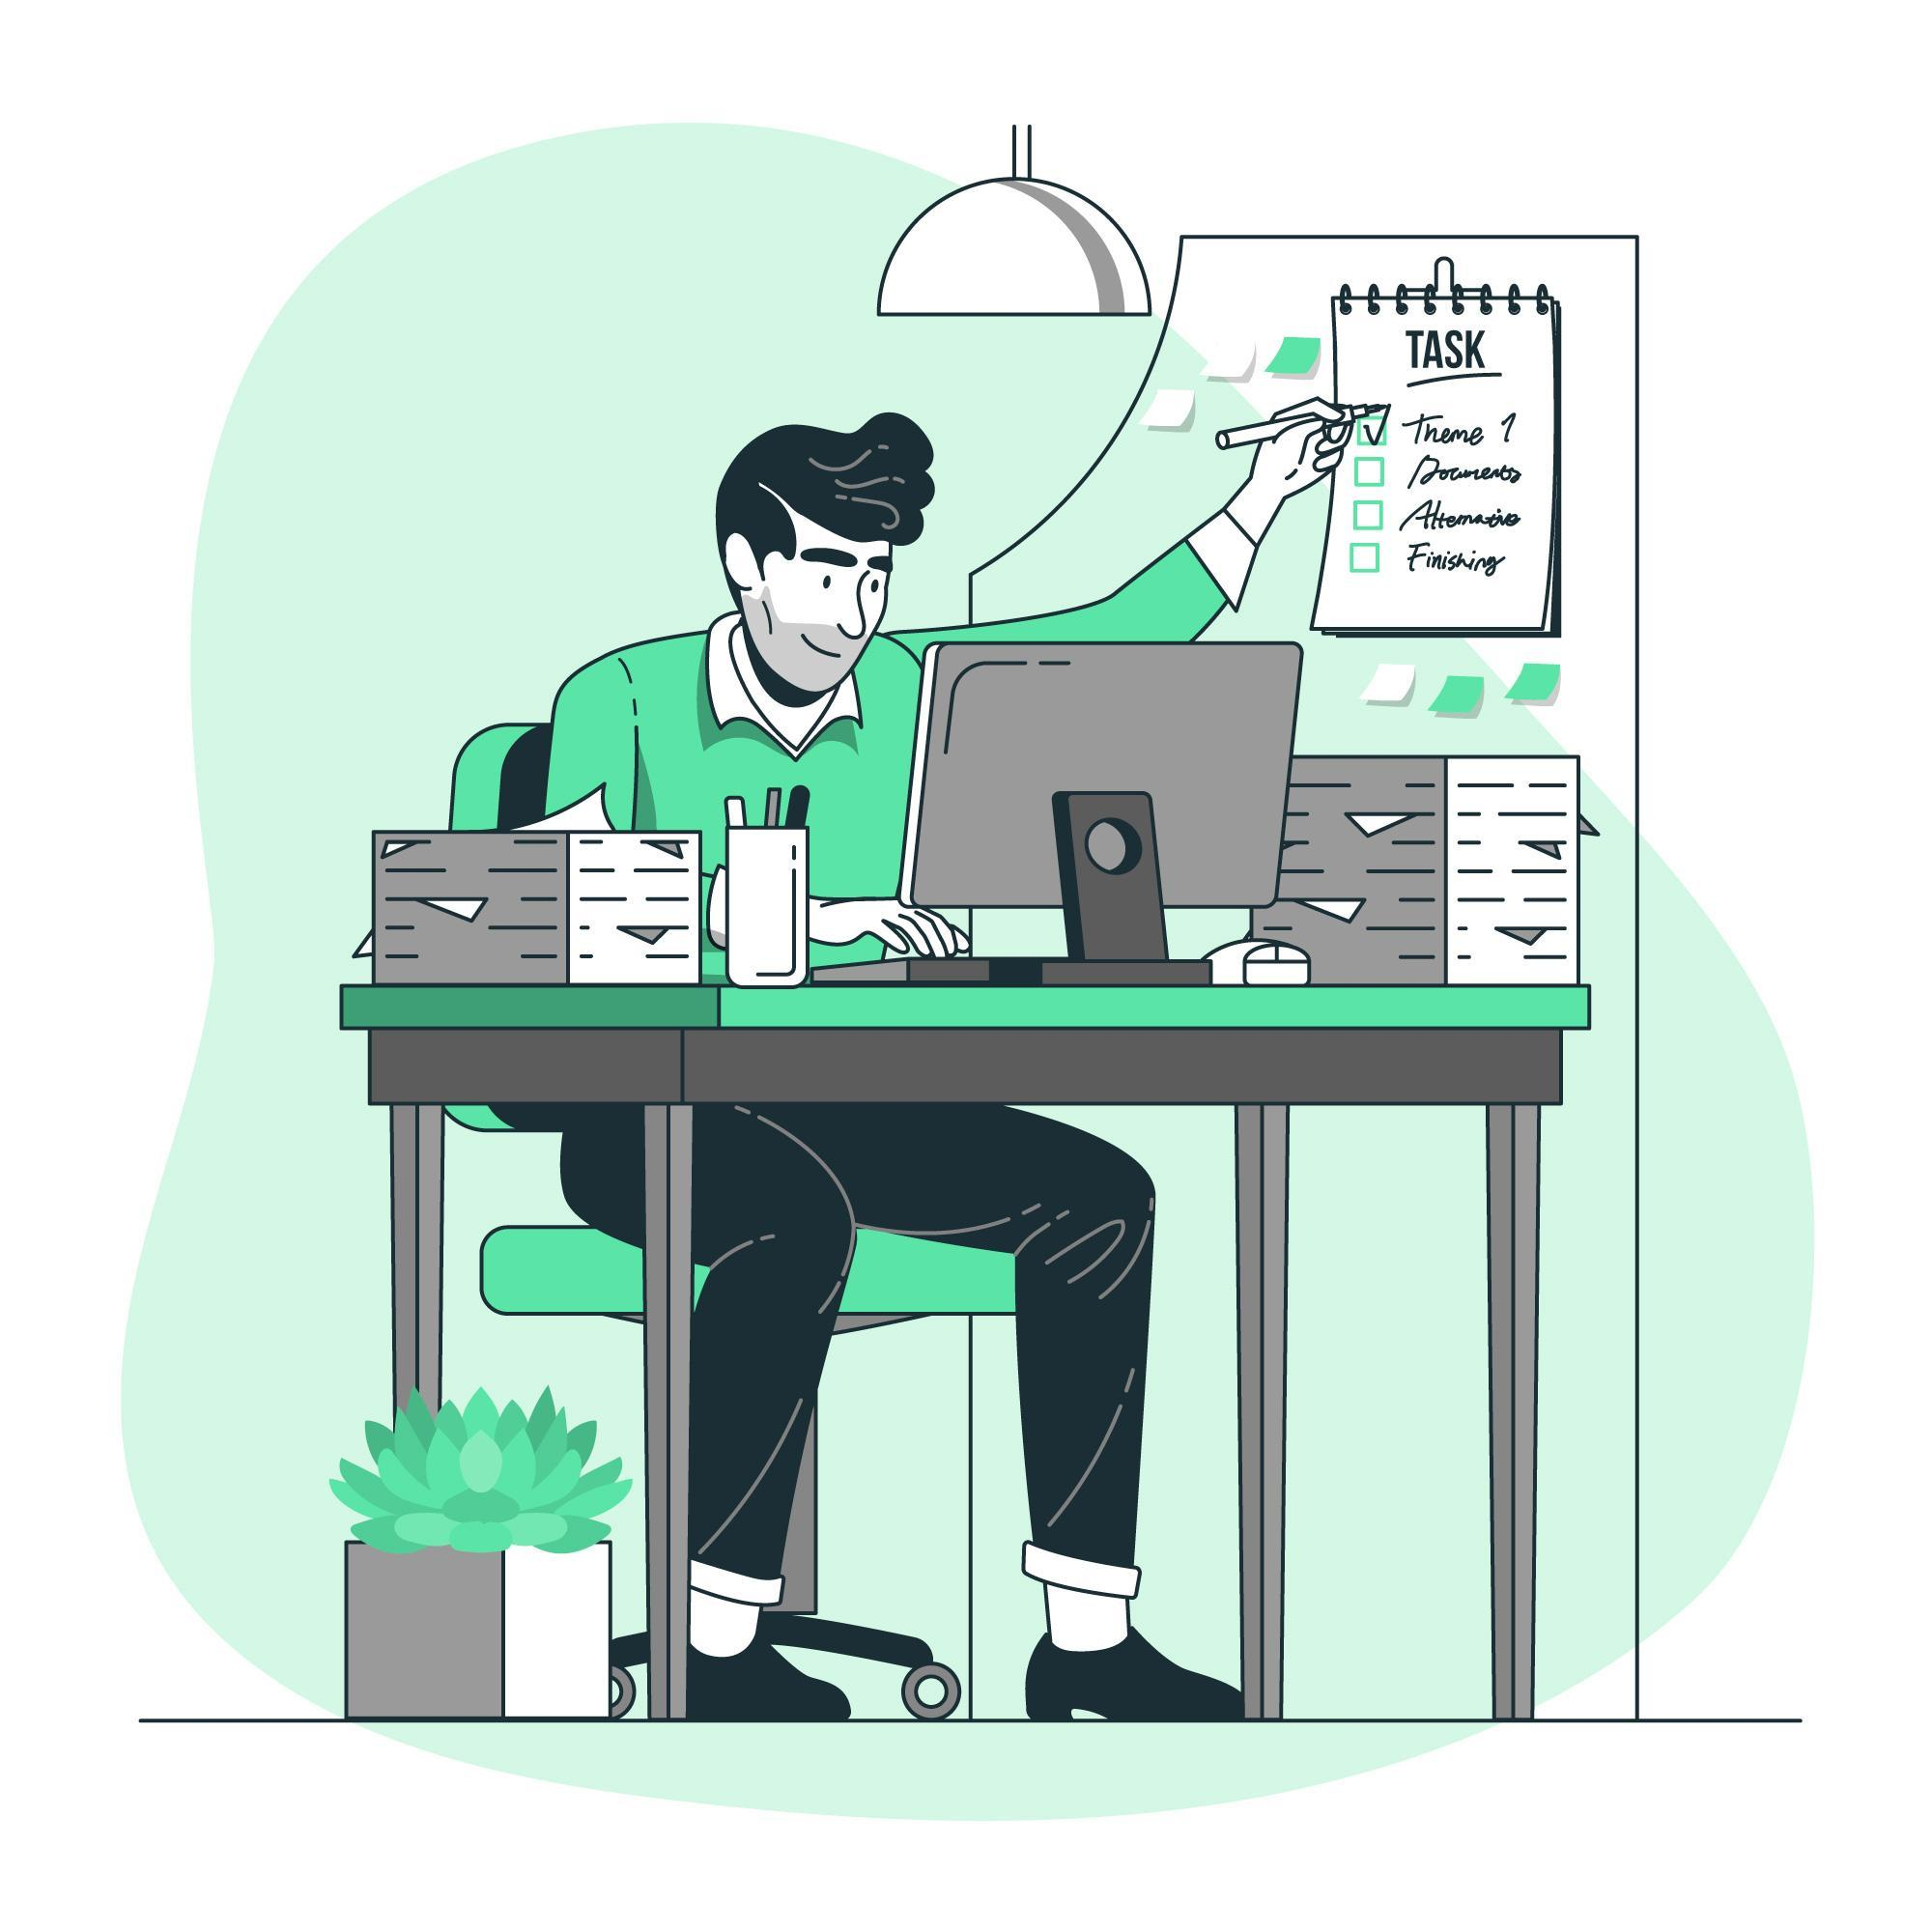 TASK
Theme 1
Documents
Alternative
Finishing